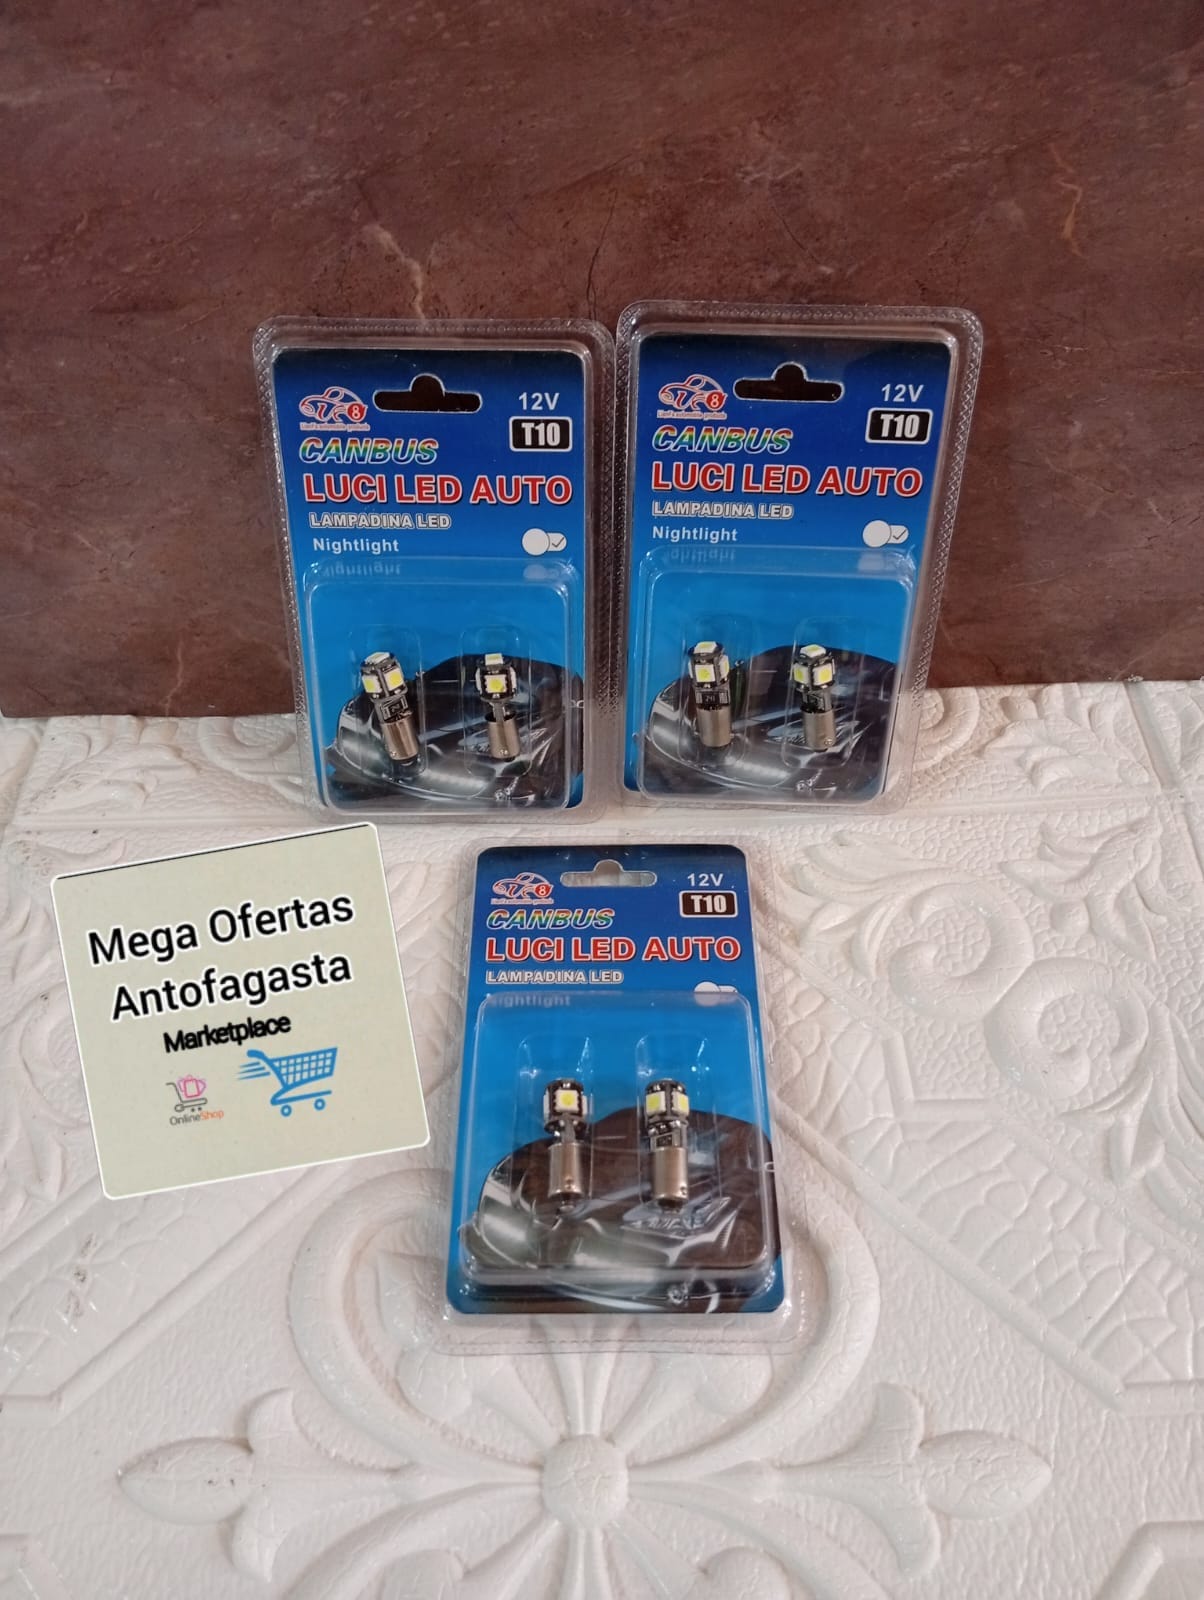 12V
T10
CANBUS
LUCI LED AUTO
LAMPADINA LED
Nightlight
12V
T10
CANBUS
LUCI LED AUTO
LAMPADINA LED
Nightlight
Mega Ofertas
Antofagasta
Marketplace
OnlineShop
12V
T10
CANBUS
LUCI LED AUTO
LAMPADINA LED
Nightlight